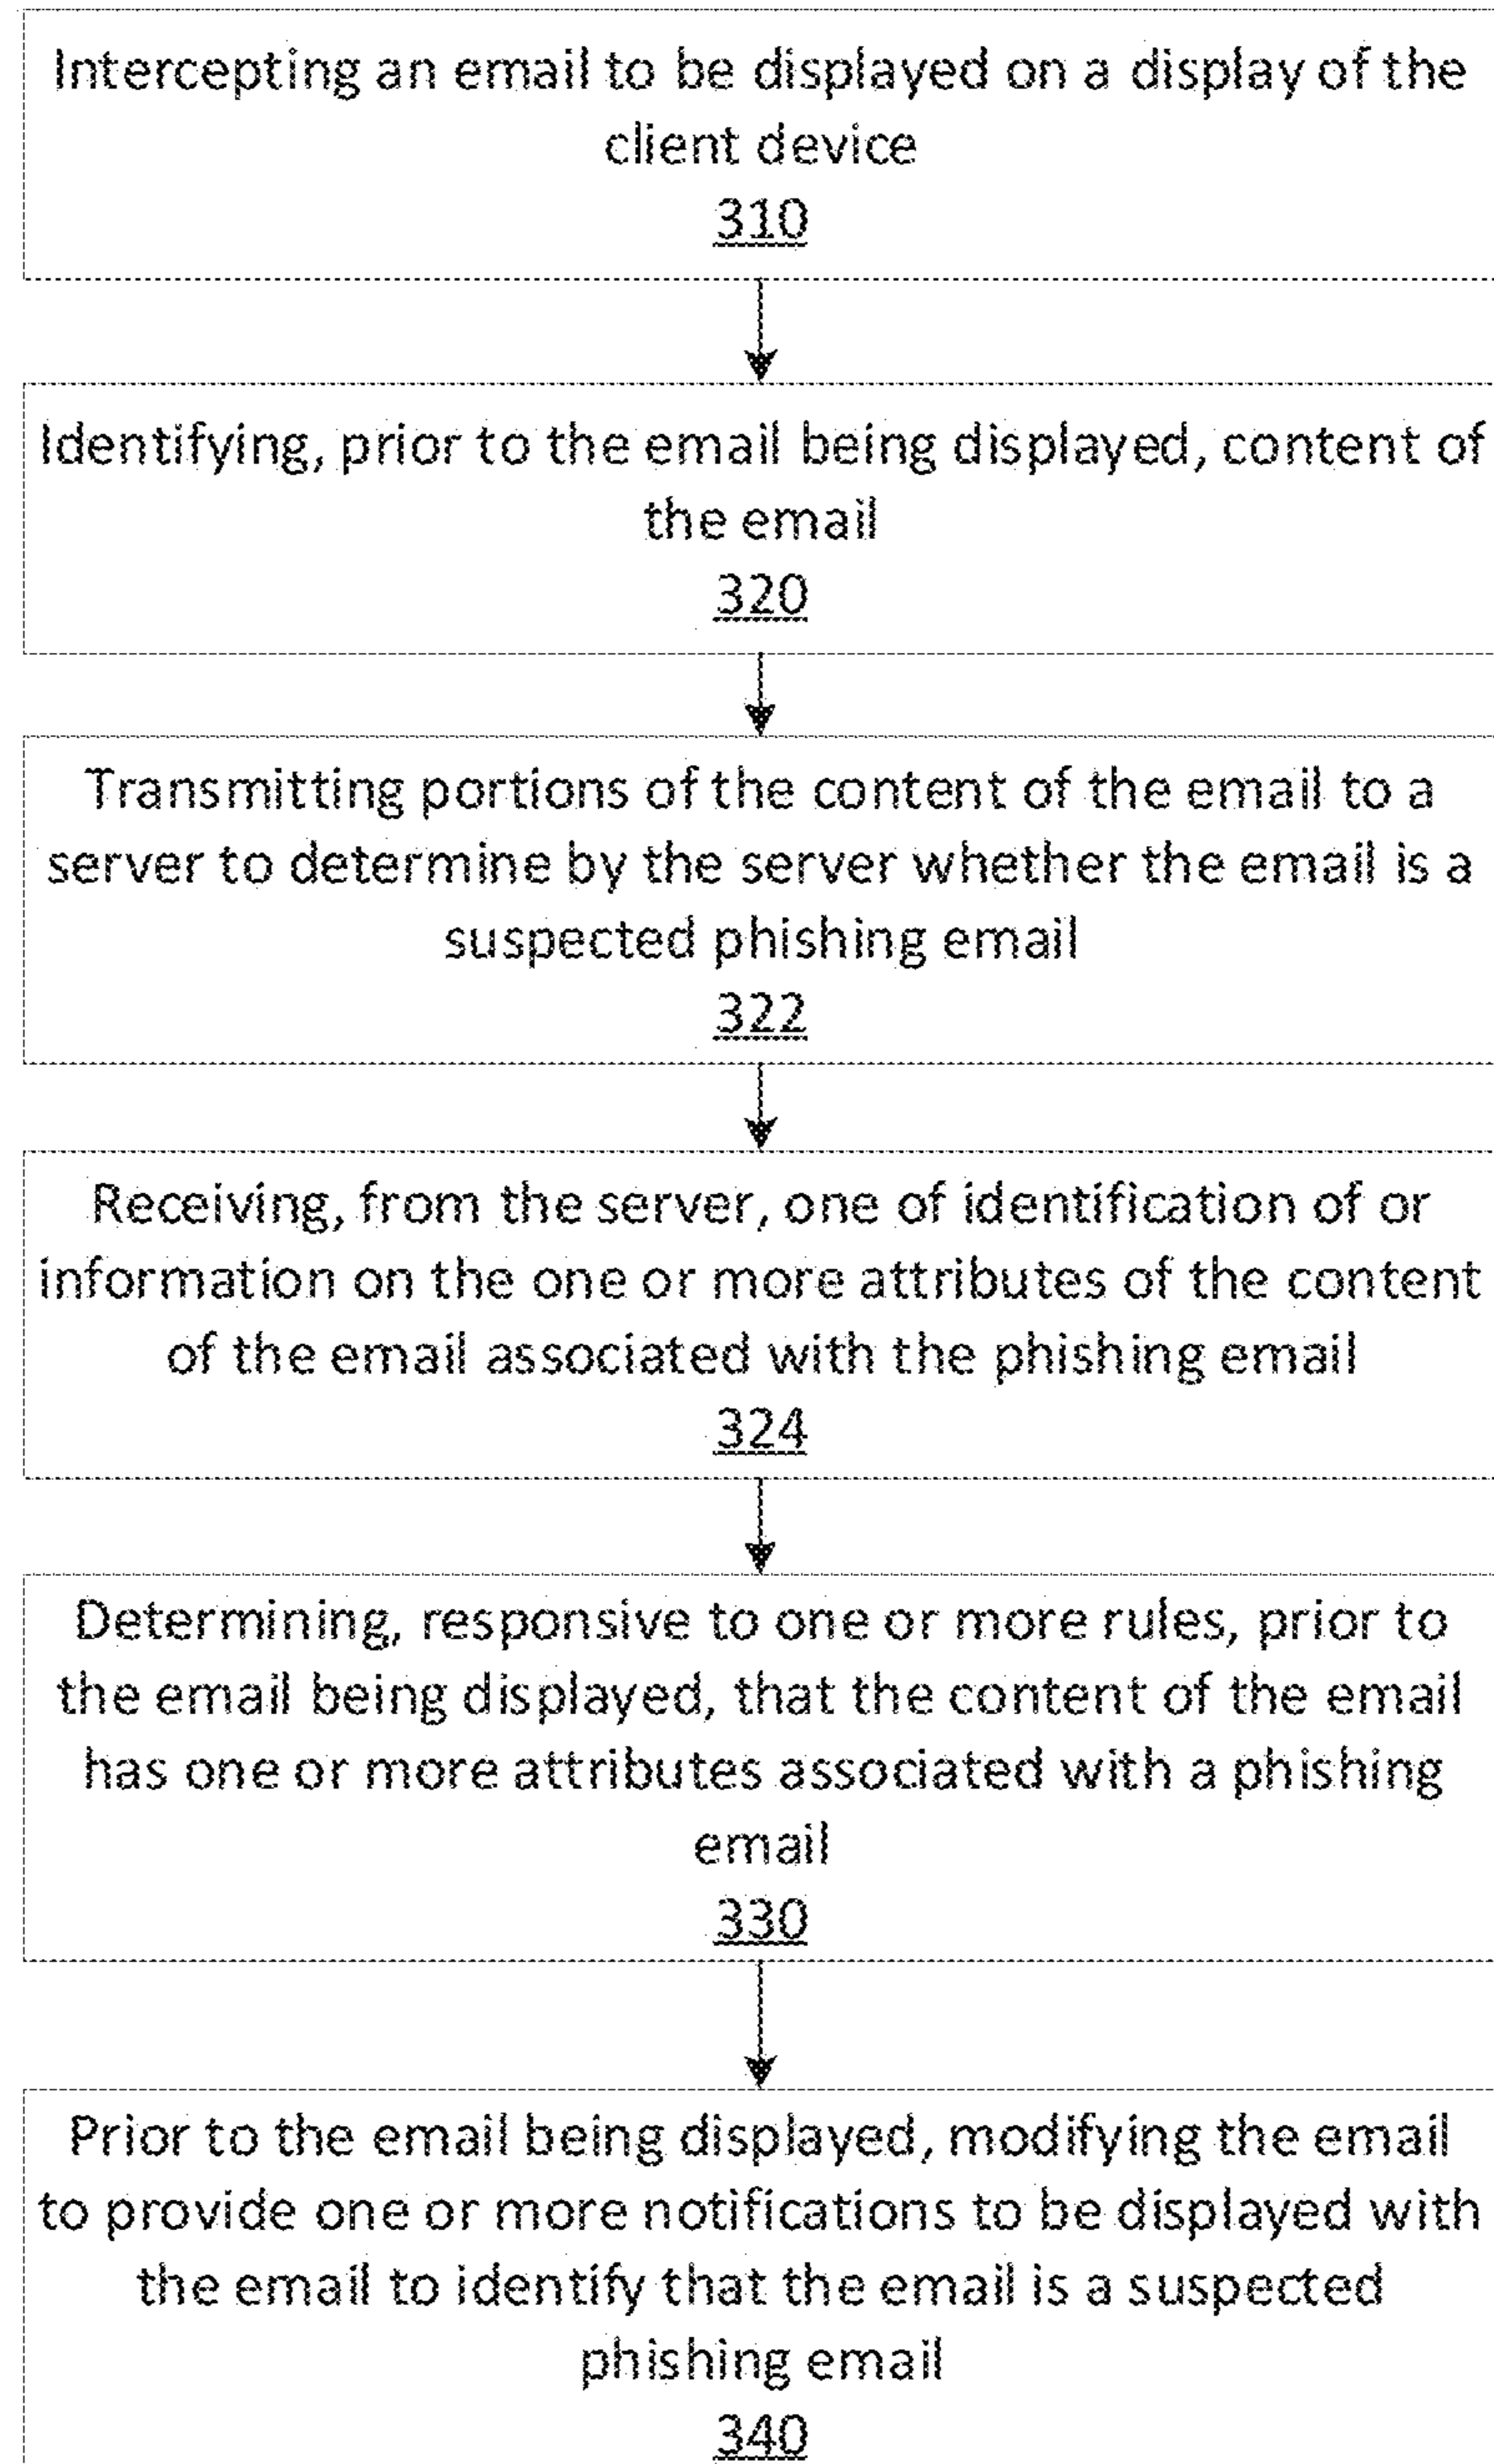 Intercepting an email to be displayed on a display of the
client device
310
Identifying, prior to the email being displayed, content of
the email
320
Transmitting portions of the content of the email to a
server to determine by the server whether the email is a
suspected phishing email
322
Receiving, from the server, one of identification of or
information on the one or more attributes of the content
of the email associated with the phishing email
324
Determining, responsive to one or more rules, prior to
the email being displayed, that the content of the email
has one or more attributes associated with a phishing
email
330
Prior to the email being displayed, modifying the email
to provide one or more notifications to be displayed with
the email to identify that the email is a suspected
phishing email
340